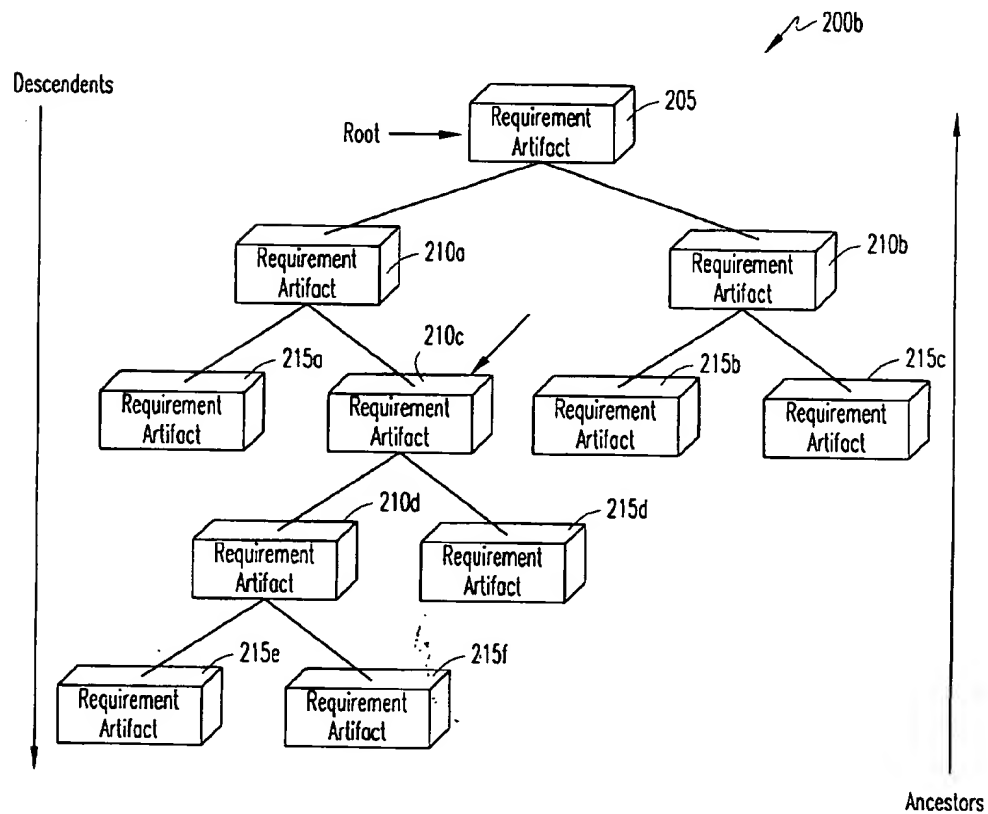 200b
Descendents
205
Root
Requirement
Artifact
210a
210b
Requirement
Artifact
Requirement
Artifact
210c
215a
215b
215c
Requirement
Artifact
Requirement
Artifact
Requirement
Artifact
Requirement
Artifact
210d
215d
Requirement
Artifact
Requirement
Artifact
215e
215f
Requirement
Artifact
Requirement
Artifact
Ancestors